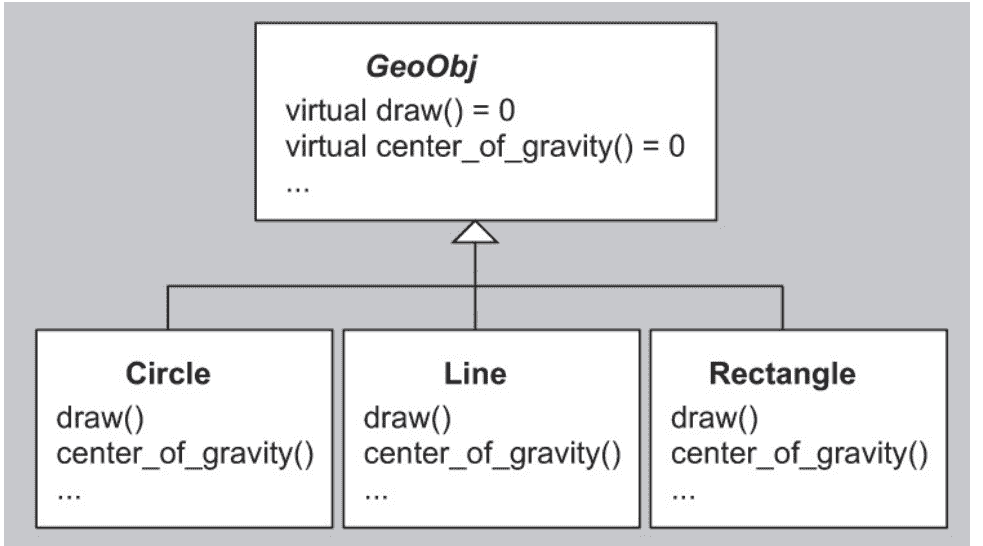 GeoObj
virtual draw() = 0
virtual center_of_gravity() = 0
...
Circle
draw()
center_of_gravity()
...
Line
draw()
center_of_gravity()
...
Rectangle
draw()
center_of_gravity()
...